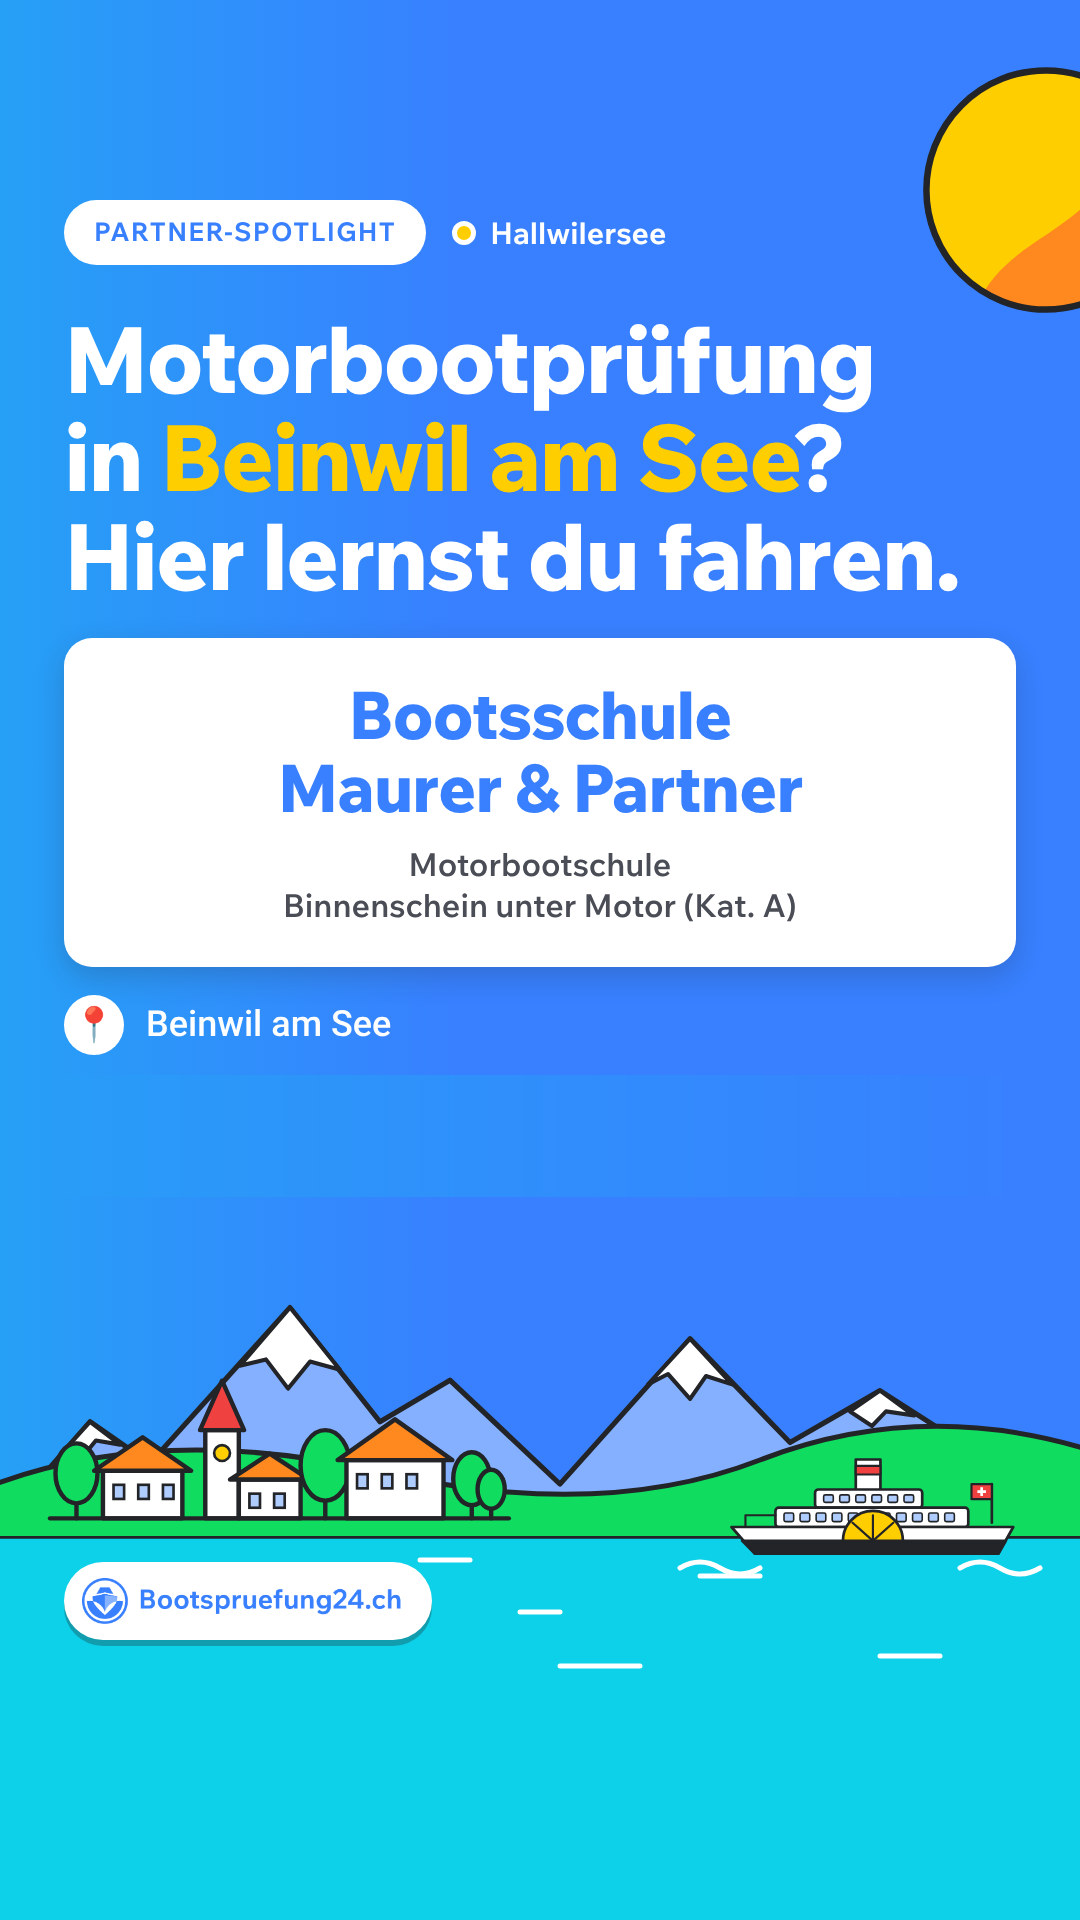 PARTNER-SPOTLIGHT
Hallwilersee
Motorbootprüfung
in Beinwil am See?
Hier lernst du fahren.
Bootsschule
Maurer & Partner
Motorbootschule
Binnenschein unter Motor (Kat. A)
Beinwil am See
Bootspruefung24.ch